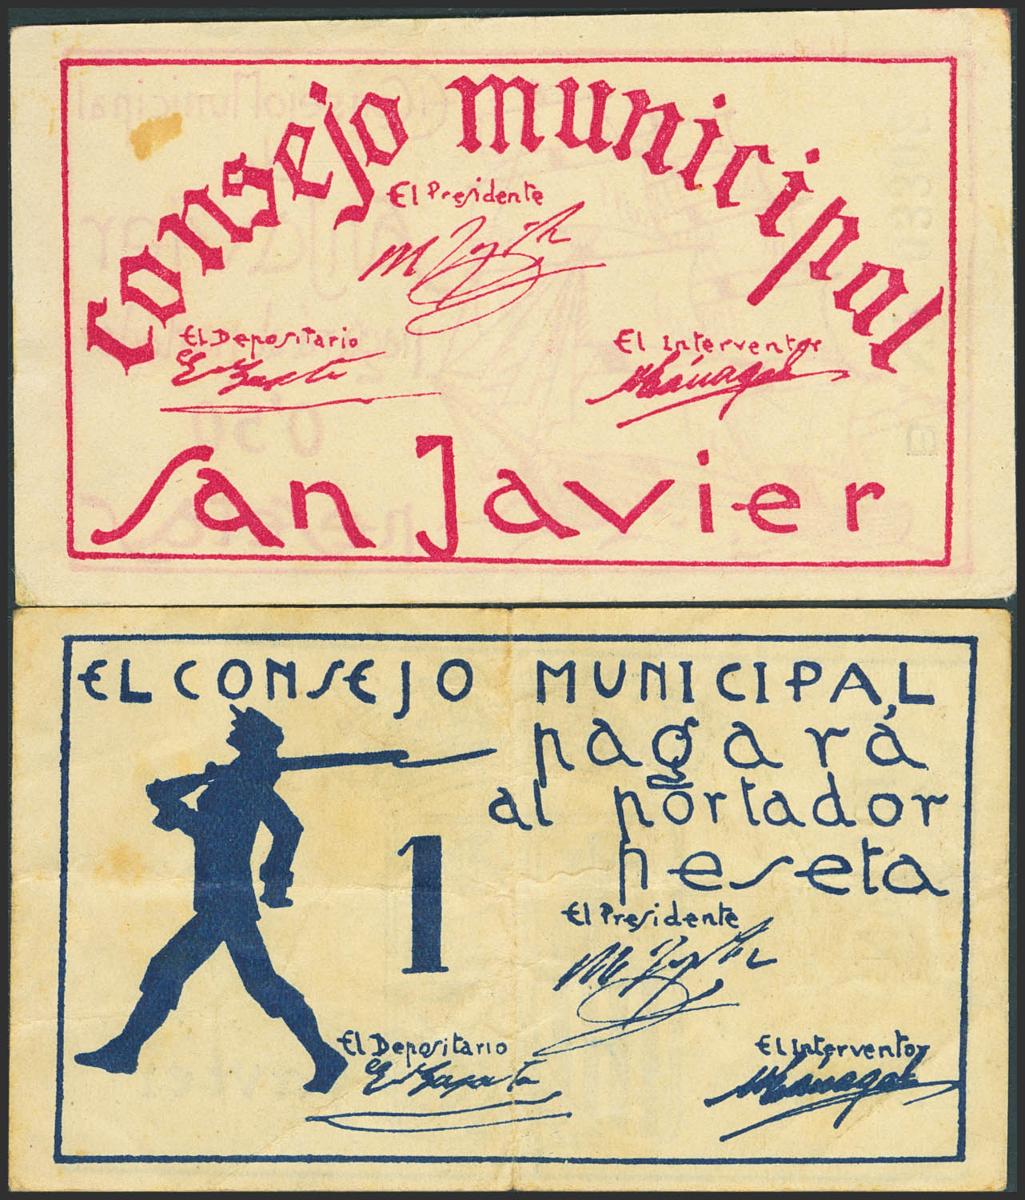 Consejo municipal
El Presidente
El Depositario
El Interventor
San Javier
EL CONSEJO MUNICIPAL
pagará
al portador
1 peseta
El Presidente
El Depositario
El Interventor